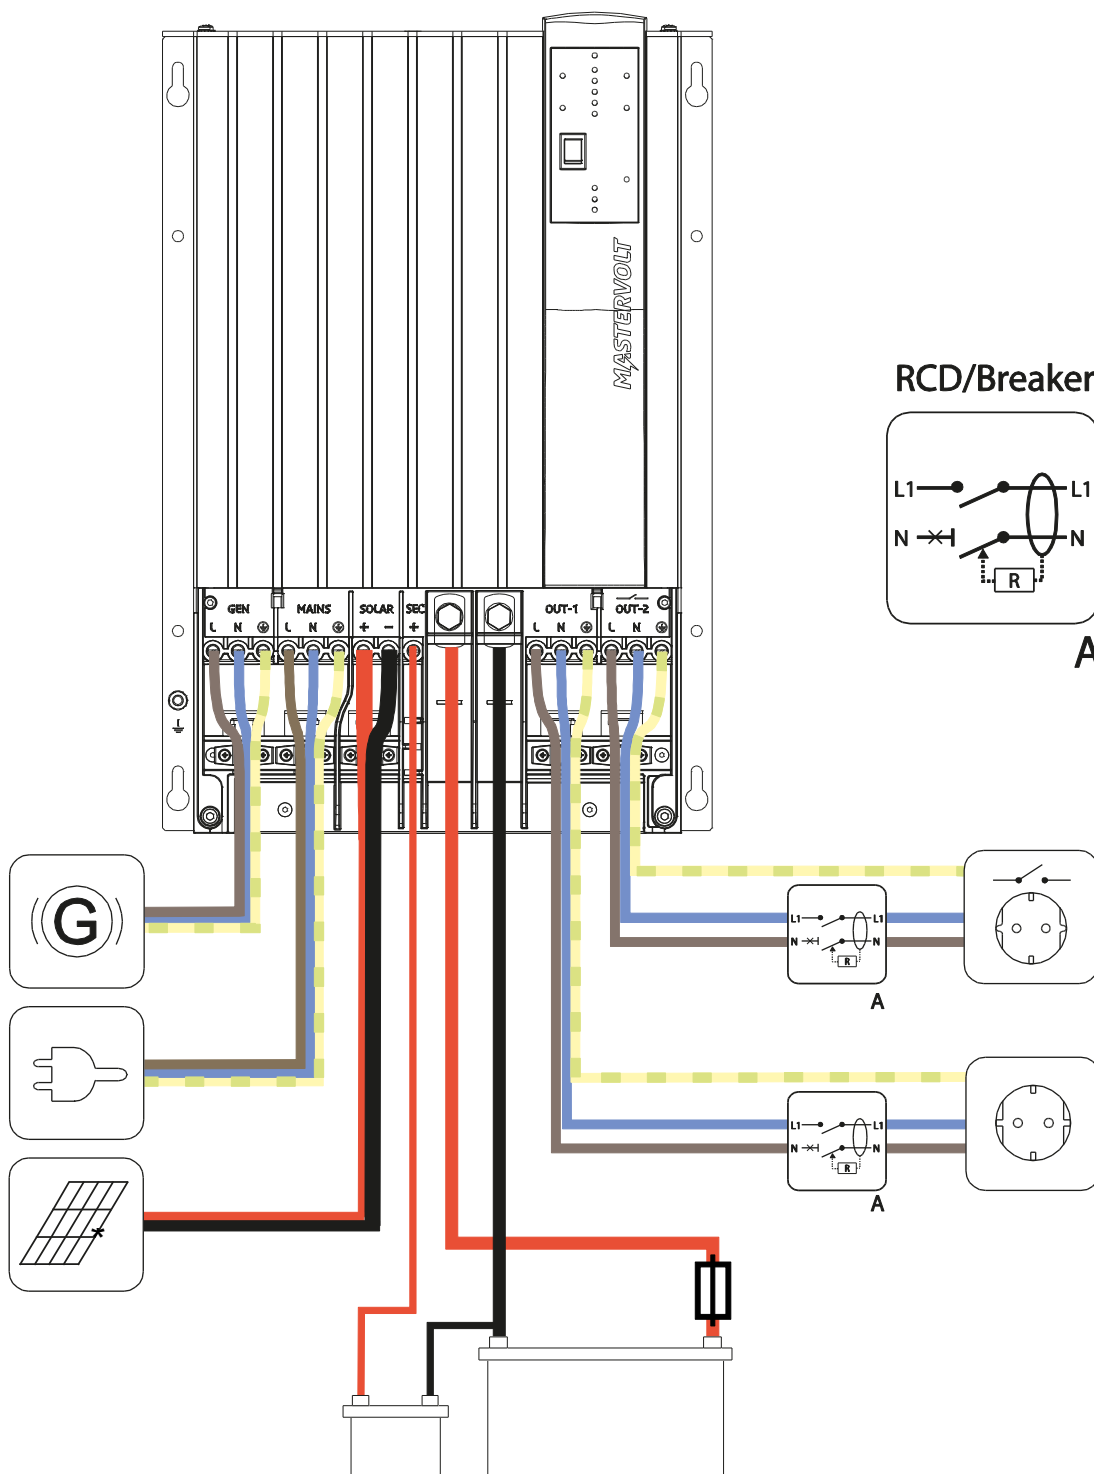 MASTERVOLT
RCD/Breaker
L1 L1
N N
R
A
GEN MAINS SOLAR SEC OUT-1 OUT-2
L N L N + - + L N L N
G
L1 L1
N N
R
A
L1 L1
N N
R
A
*